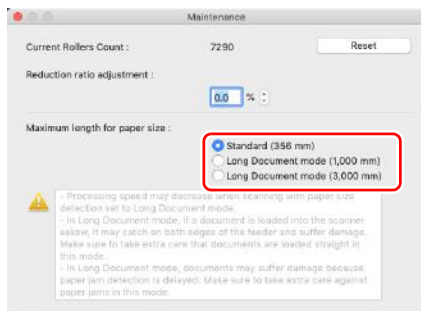 Maintenance
Current Rollers Count : 7290 Reset
Reduction ratio adjustment :
0.0 %
Maximum length for paper size :
Standard (356 mm)
Long Document mode (1,000 mm)
Long Document mode (3,000 mm)
- Processing speed may decrease when scanning with paper size
detection set to Long Document mode.
- In Long Document mode, if a document is loaded into the scanner
askew, it may catch on both edges of the feeder and suffer damage.
Make sure to take extra care that documents are loaded straight in
this mode.
- In Long Document mode, documents may suffer damage because
paper jam detection is delayed. Make sure to take extra care against
paper jams in this mode.